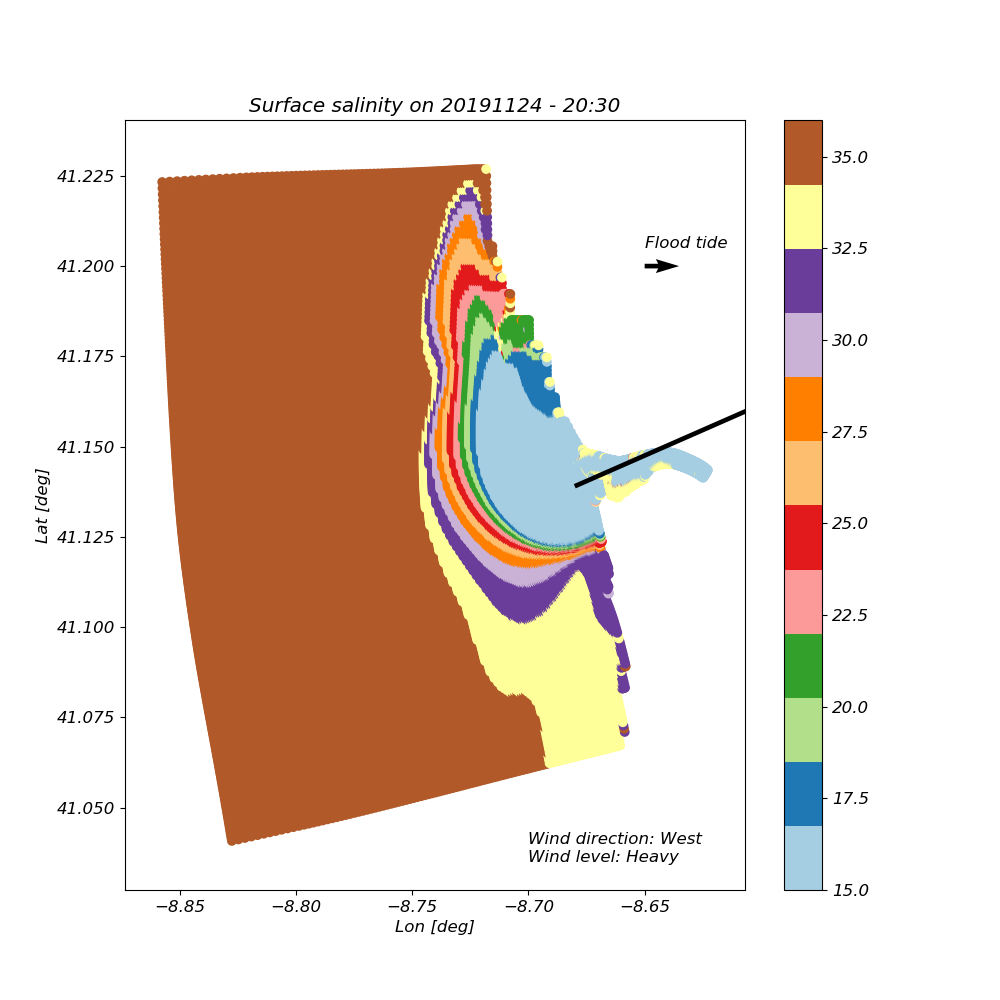 Surface salinity on 20191124 - 20:30
41.225
41.200
41.175
41.150
41.125
41.100
41.075
41.050
Lat [deg]
Flood tide
Wind direction: West
Wind level: Heavy
−8.85 −8.80 −8.75 −8.70 −8.65
Lon [deg]
35.0
32.5
30.0
27.5
25.0
22.5
20.0
17.5
15.0